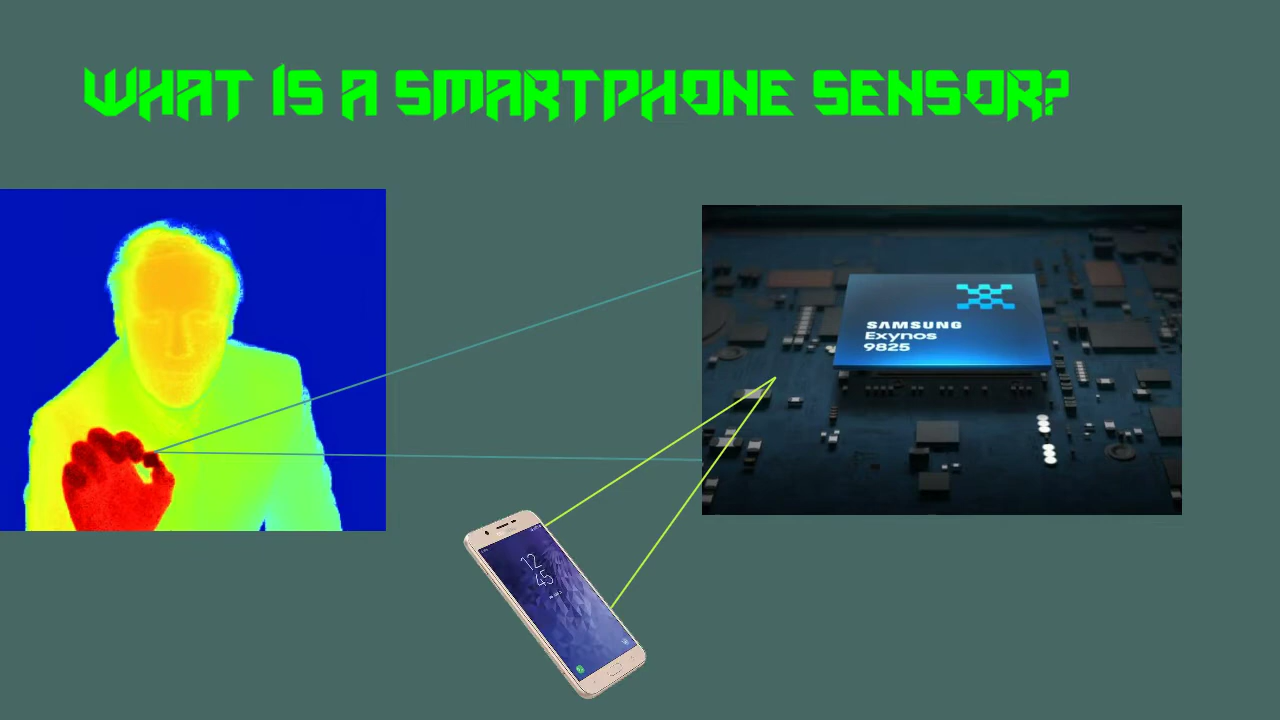 WHAT IS A SMARTPHONE SENSOR?
SAMSUNG
Exynos
9825
12
45